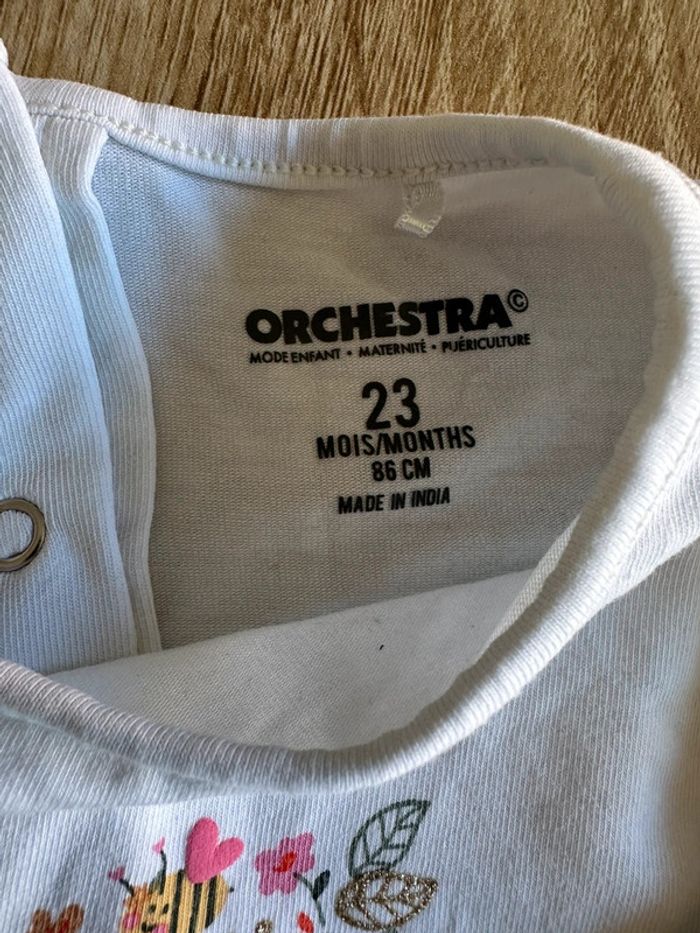 ORCHESTRA©
MODE ENFANT • MATERNITÉ • PUÉRICULTURE
23
MOIS/MONTHS
86 CM
MADE IN INDIA